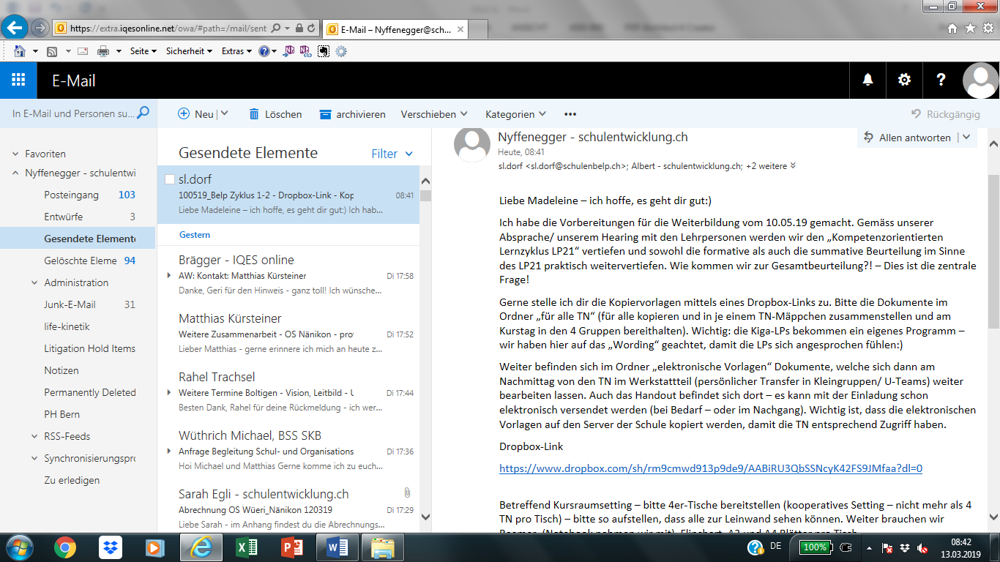 https://extra.iqesonline.net/owa/#path=/mail/sent
E-Mail – Nyffenegger@sch...
Seite
Sicherheit
Extras
E-Mail
In E-Mail und Personen su...
Neu
Löschen
archivieren
Verschieben
Kategorien
Rückgängig
Favoriten
Nyffenegger - schulentwi
Posteingang 103
Entwürfe 3
Gesendete Elemente
Gelöschte Eleme 94
Administration
Junk-E-Mail 31
life-kinetik
Litigation Hold Items
Notizen
Permanently Deleted
PH Bern
RSS-Feeds
Synchronisierungspro
Zu erledigen
Gesendete Elemente
Filter
sl.dorf
100519_Belp Zyklus 1-2 - Dropbox-Link - Kop 08:41
Liebe Madeleine – ich hoffe, es geht dir gut:) Ich hab...
Gestern
Brägger - IQES online
AW: Kontakt: Matthias Kürsteiner Di 17:58
Danke, Geri für den Hinweis - ganz toll! Ich wünsche...
Matthias Kürsteiner
Weitere Zusammenarbeit - OS Nänikon - pro Di 17:52
Lieber Matthias - gerne erinnere ich mich an heute z...
Rahel Trachsel
Weitere Termine Boltigen - Vision, Leitbild - U Di 17:44
Besten Dank, Rahel für deine Rückmeldung - ich wer...
Wüthrich Michael, BSS SKB
Anfrage Begleitung Schul- und Organisations Di 17:36
Hoi Michael und Matthias Gerne komme ich zu euch...
Sarah Egli - schulentwicklung.ch
Abrechnung OS Wüeri_Nänikon 120319 Di 17:29
Liebe Sarah - im Anhang findest du die Abrechnungs...
Nyffenegger - schulentwicklung.ch
Allen antworten
Heute, 08:41
sl.dorf <sl.dorf@schulenbelp.ch>; Albert - schulentwicklung.ch; +2 weitere
Liebe Madeleine – ich hoffe, es geht dir gut:)
Ich habe die Vorbereitungen für die Weiterbildung vom 10.05.19 gemacht. Gemäss unserer
Absprache/ unserem Hearing mit den Lehrpersonen werden wir den „Kompetenzorientierten
Lernzyklus LP21“ vertiefen und sowohl die formative als auch die summative Beurteilung im Sinne
des LP21 praktisch weitervertiefen. Wie kommen wir zur Gesamtbeurteilung?! – Dies ist die zentrale
Frage!
Gerne stelle ich dir die Kopiervorlagen mittels eines Dropbox-Links zu. Bitte die Dokumente im
Ordner „für alle TN“ (für alle kopieren und in je einem TN-Mäppchen zusammenstellen und am
Kurstag in den 4 Gruppen bereithalten). Wichtig: die Kiga-LPs bekommen ein eigenes Programm –
wir haben hier auf das „Wording“ geachtet, damit die LPs sich angesprochen fühlen:)
Weiter befinden sich im Ordner „elektronische Vorlagen“ Dokumente, welche sich dann am
Nachmittag von den TN im Werkstattteil (persönlicher Transfer in Kleingruppen/ U-Teams) weiter
bearbeiten lassen. Auch das Handout befindet sich dort – es kann mit der Einladung schon
elektronisch versendet werden (bei Bedarf – oder im Nachgang). Wichtig ist, dass die elektronischen
Vorlagen auf den Server der Schule kopiert werden, damit die TN entsprechend Zugriff haben.
Dropbox-Link
https://www.dropbox.com/sh/rm9cmwd913p9de9/AABiRU3QbSSNcyK42FS9JMfaa?dl=0
Betreffend Kursraumsetting – bitte 4er-Tische bereitstellen (kooperatives Setting – nicht mehr als 4
TN pro Tisch) – bitte so aufstellen, dass alle zur Leinwand sehen können. Weiter brauchen wir
Beamer, (Notebook nehmen wir mit), Flipchart, A3 und A4 Blätter pro Tisch
DE
100%
08:42
13.03.2019